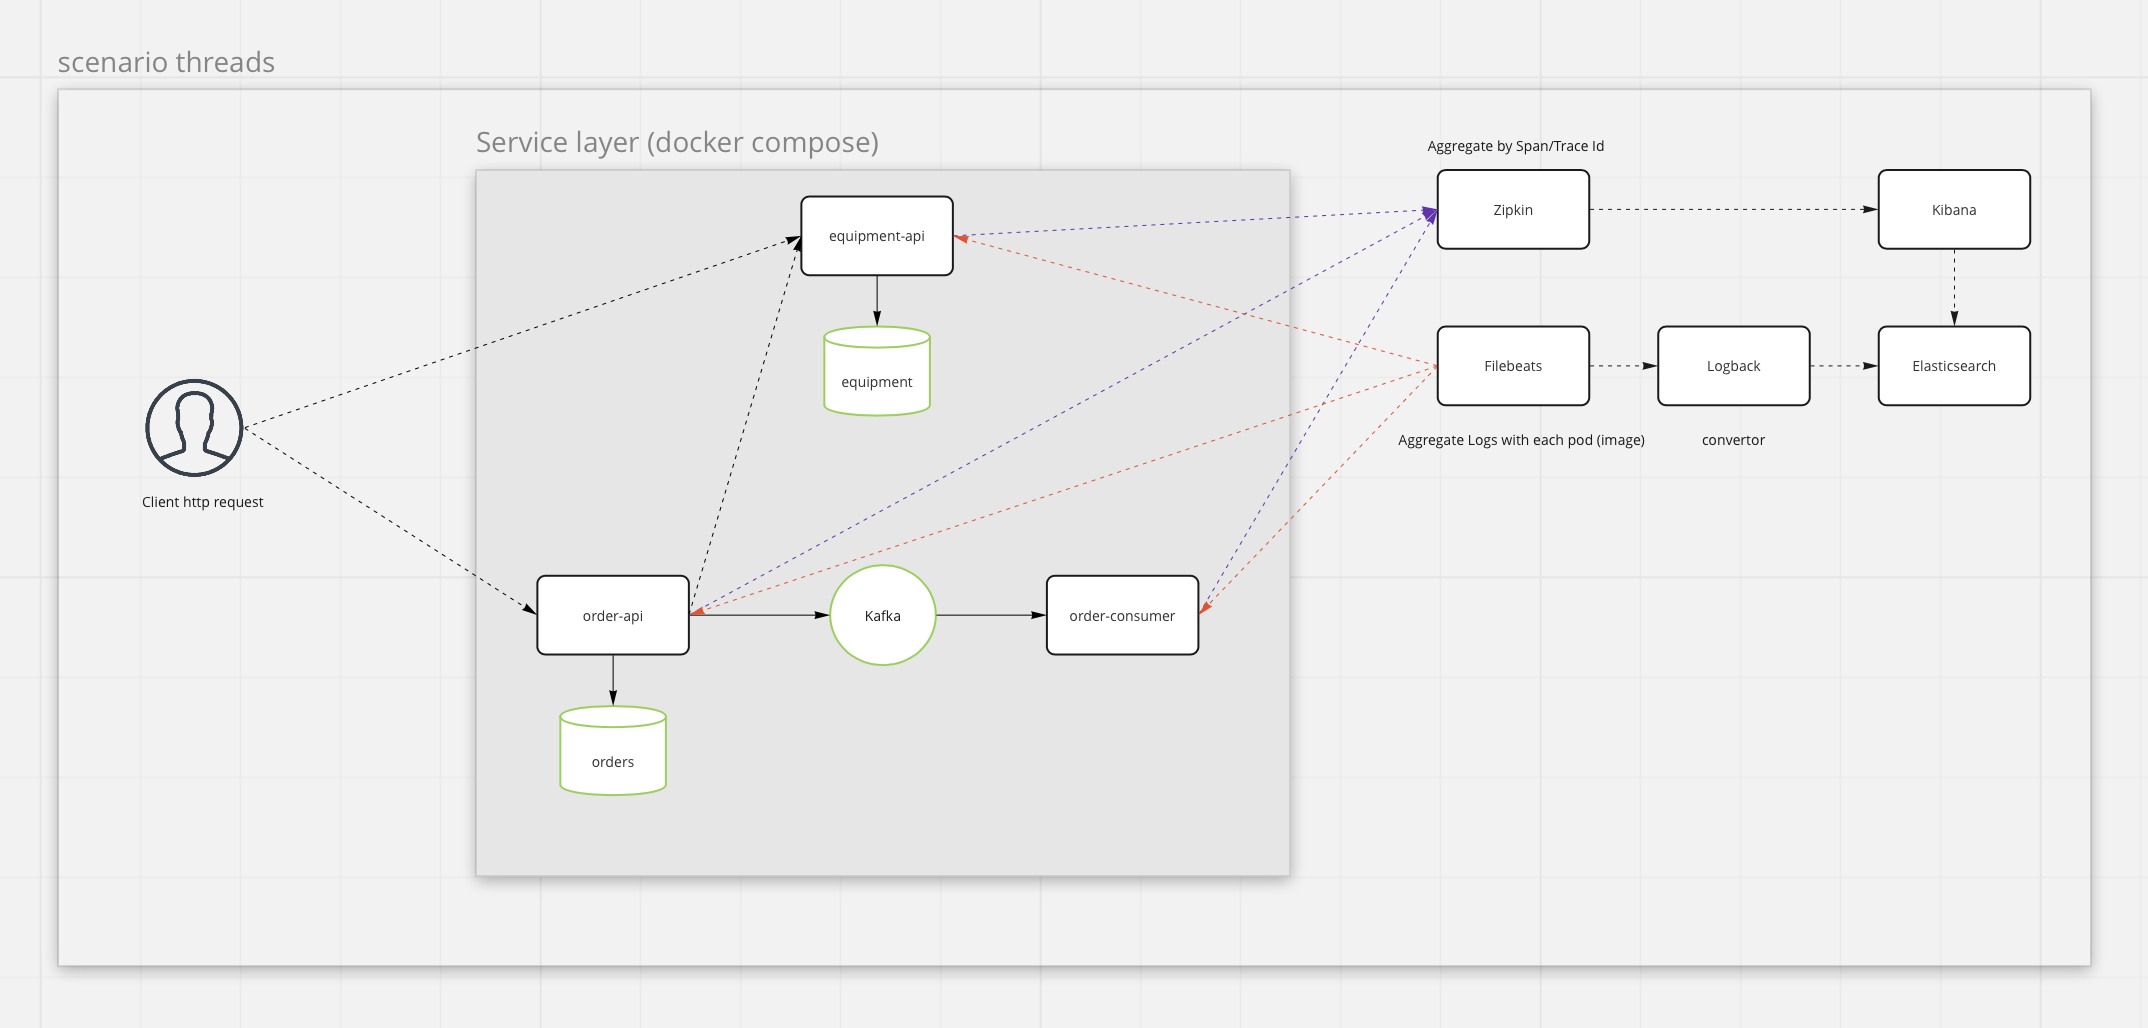 scenario threads
Service layer (docker compose)
Aggregate by Span/Trace Id
Zipkin
Kibana
equipment-api
equipment
Filebeats
Logback
Elasticsearch
Aggregate Logs with each pod (image)
convertor
Client http request
order-api
Kafka
order-consumer
orders